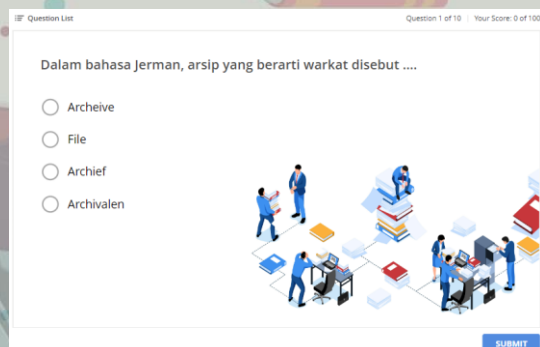 Question List
Question 1 of 10 | Your Score: 0 of 100
Dalam bahasa Jerman, arsip yang berarti warkat disebut ....
Archeive
File
Archief
Archivalen
SUBMIT